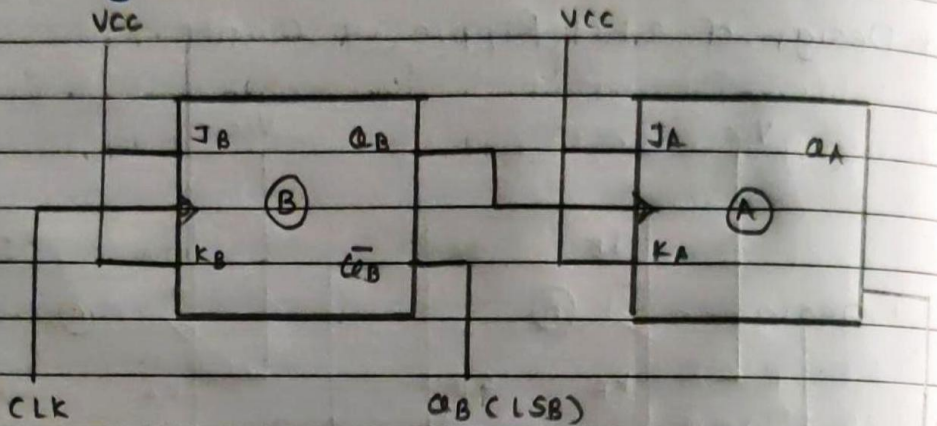 VCC VCC
JB QB JA QA
B A
KB Q̅B KA
CLK QB (LSB)